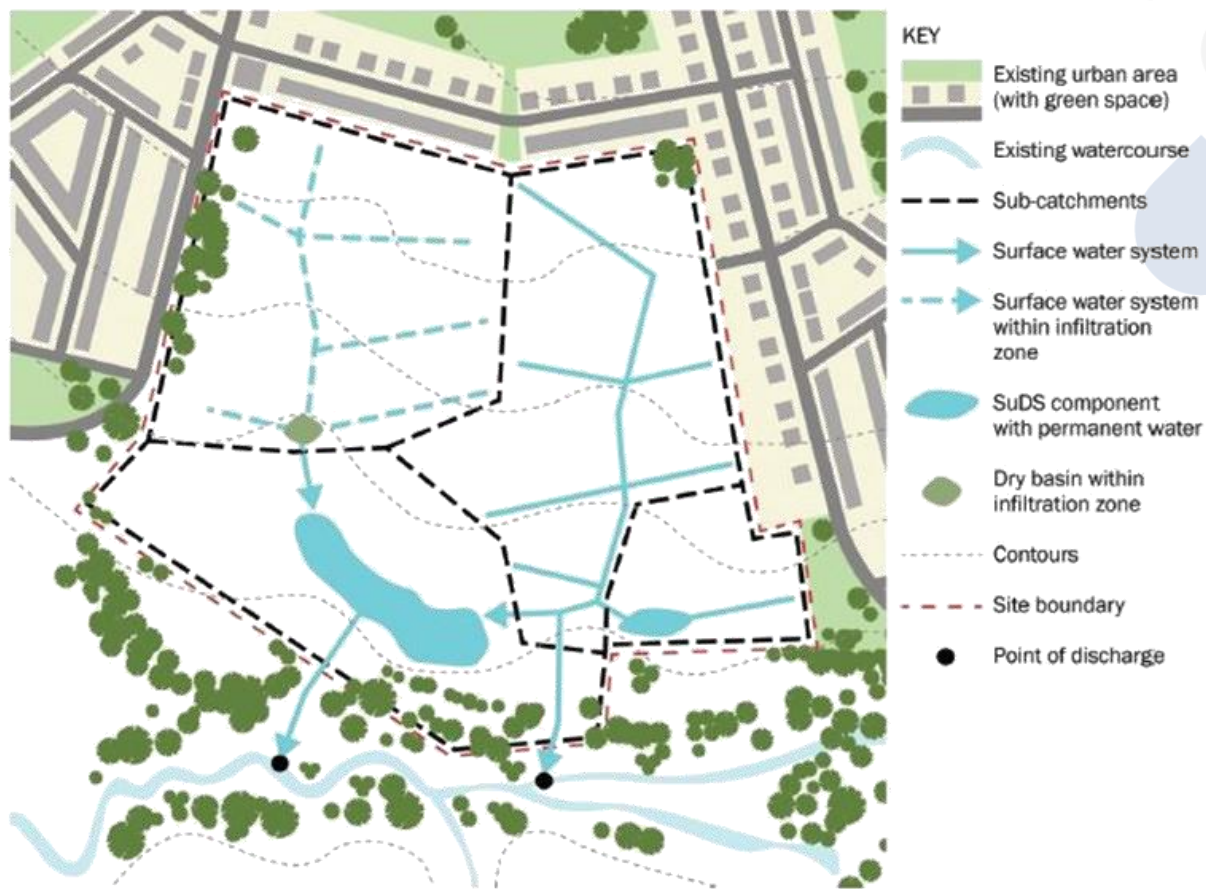 KEY
Existing urban area
(with green space)
Existing watercourse
Sub-catchments
Surface water system
Surface water system
within infiltration
zone
SuDS component
with permanent water
Dry basin within
infiltration zone
Contours
Site boundary
Point of discharge